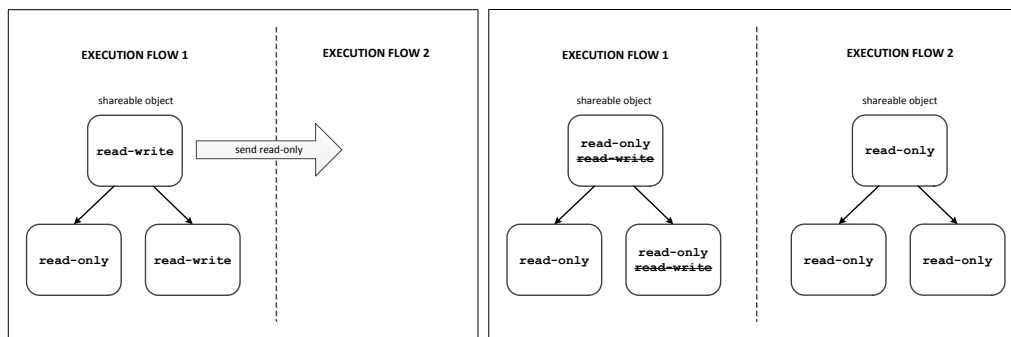 EXECUTION FLOW 1
EXECUTION FLOW 2
shareable object
read-write
send read-only
read-only
read-write
EXECUTION FLOW 1
EXECUTION FLOW 2
shareable object
shareable object
read-only
read-write
read-only
read-only
read-only
read-write
read-only
read-only